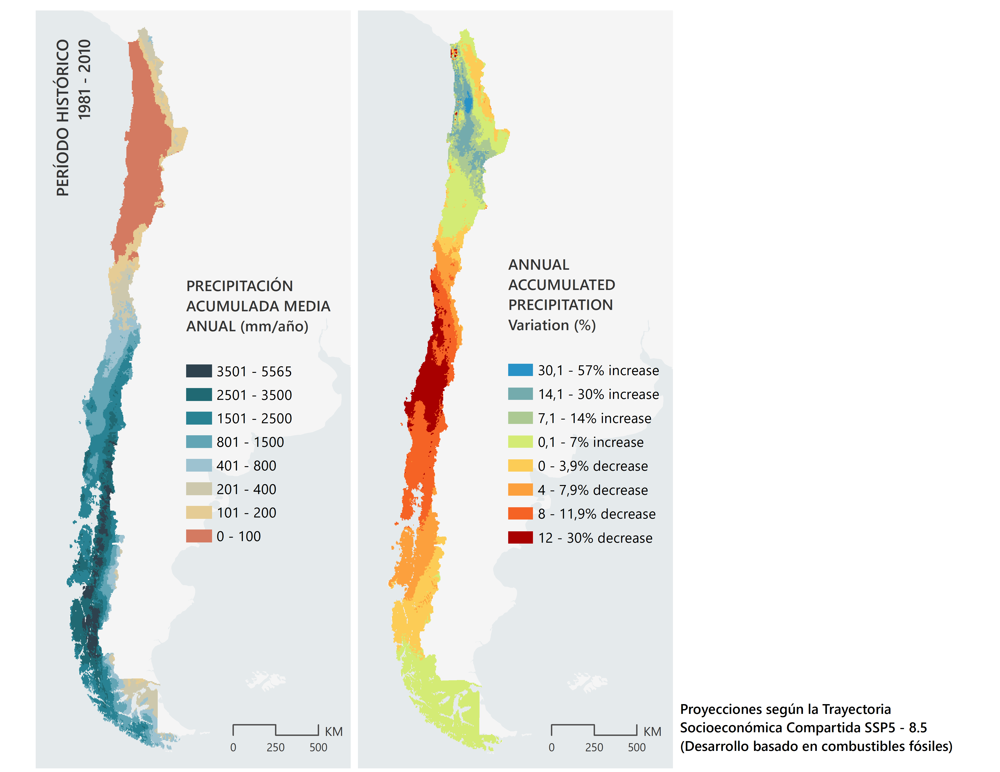 PERÍODO HISTÓRICO
1981 - 2010
PRECIPITACIÓN
ACUMULADA MEDIA
ANUAL (mm/año)
3501 - 5565
2501 - 3500
1501 - 2500
801 - 1500
401 - 800
201 - 400
101 - 200
0 - 100
KM
0 250 500
ANNUAL
ACCUMULATED
PRECIPITATION
Variation (%)
30,1 - 57% increase
14,1 - 30% increase
7,1 - 14% increase
0,1 - 7% increase
0 - 3,9% decrease
4 - 7,9% decrease
8 - 11,9% decrease
12 - 30% decrease
KM
0 250 500
Proyecciones según la Trayectoria
Socioeconómica Compartida SSP5 - 8.5
(Desarrollo basado en combustibles fósiles)